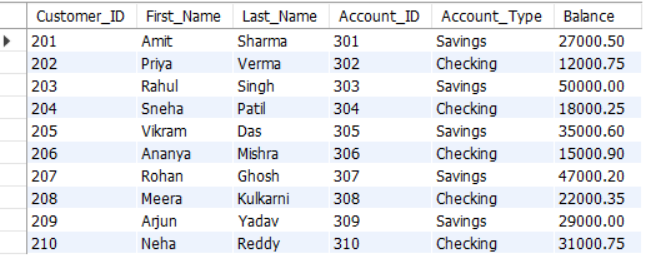 Customer_ID First_Name Last_Name Account_ID Account_Type Balance
201 Amit Sharma 301 Savings 27000.50
202 Priya Verma 302 Checking 12000.75
203 Rahul Singh 303 Savings 50000.00
204 Sneha Patil 304 Checking 18000.25
205 Vikram Das 305 Savings 35000.60
206 Ananya Mishra 306 Checking 15000.90
207 Rohan Ghosh 307 Savings 47000.20
208 Meera Kulkarni 308 Checking 22000.35
209 Arjun Yadav 309 Savings 29000.00
210 Neha Reddy 310 Checking 31000.75